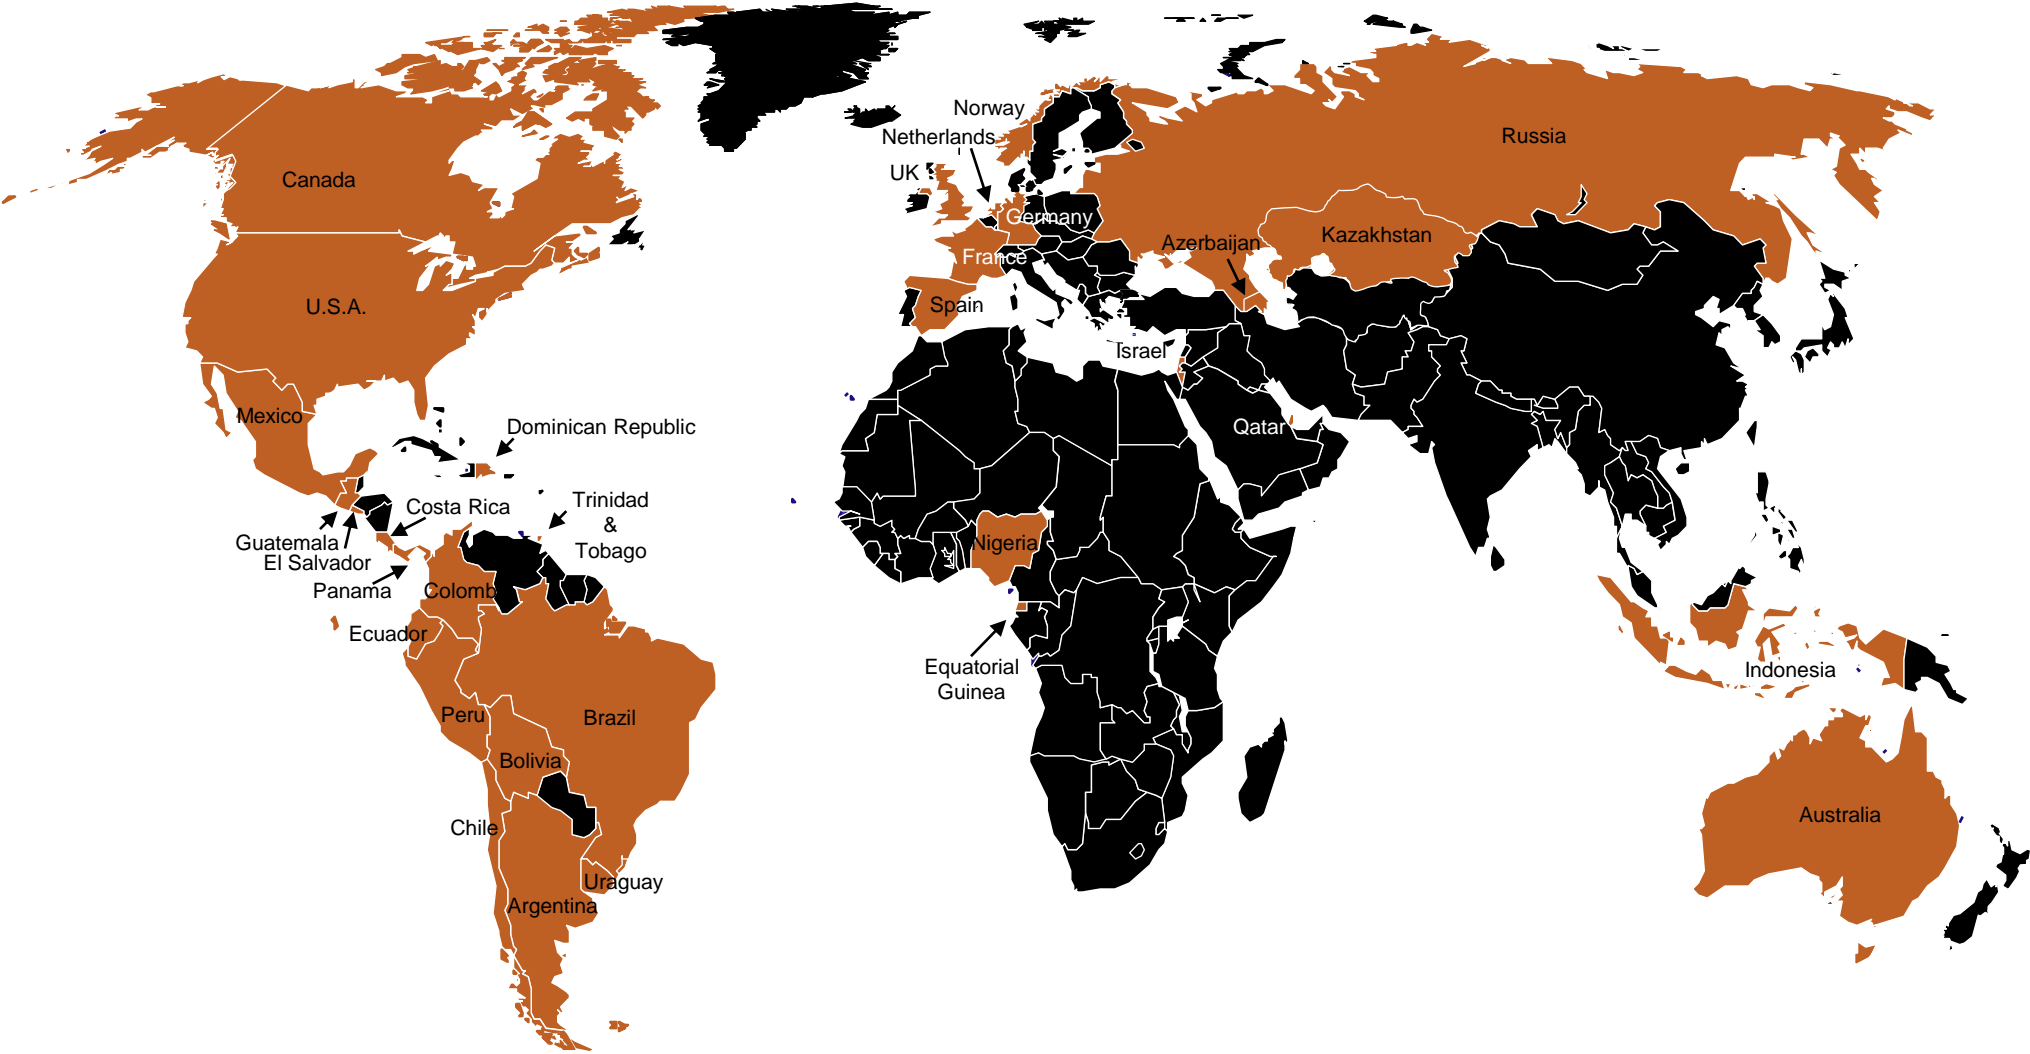 Norway
Netherlands
Russia
UK
Canada
Germany
Kazakhstan
Azerbaijan
France
U.S.A.
Spain
Israel
Mexico
Dominican Republic
Qatar
Costa Rica
Trinidad
&
Tobago
Guatemala
El Salvador
Nigeria
Panama
Colomb
Ecuador
Equatorial
Guinea
Indonesia
Peru
Brazil
Bolivia
Chile
Australia
Uraguay
Argentina